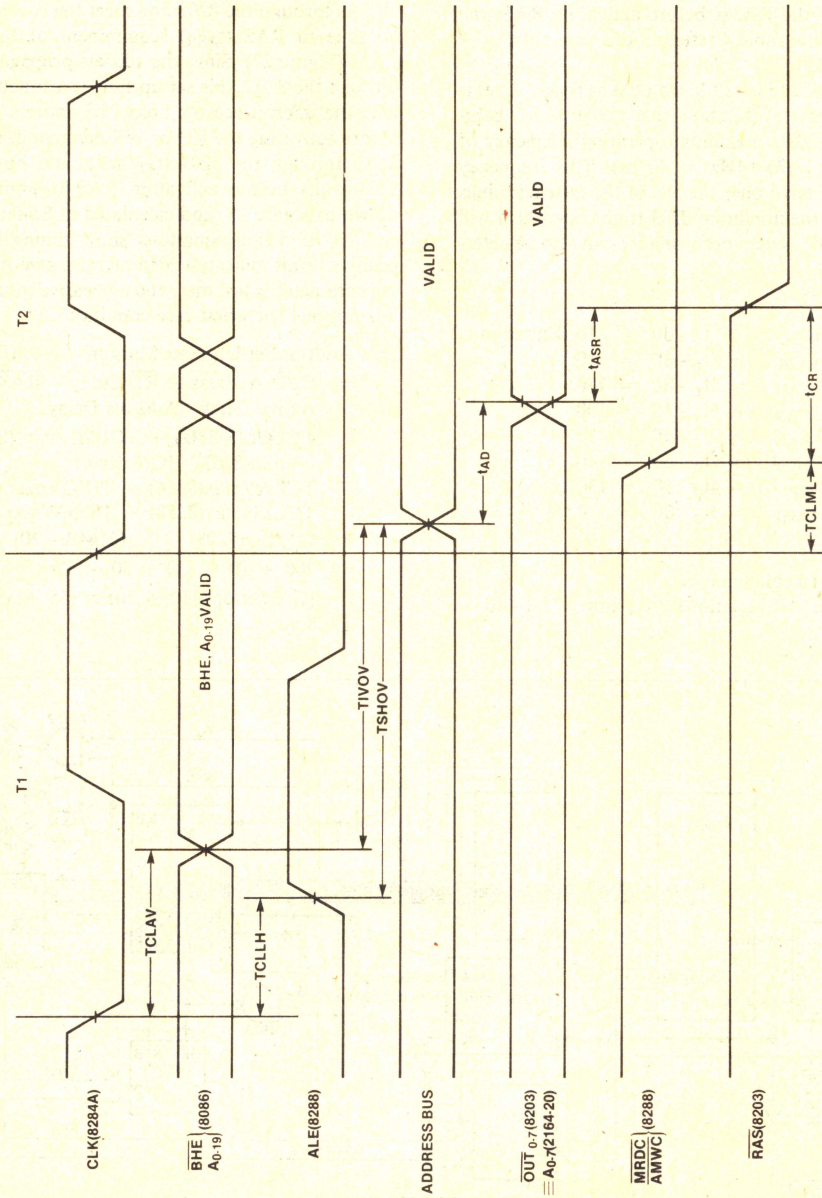 T1
T2
CLK(8284A)
TCLAV
BHE
A0-19
(8086)
BHE, A0-19 VALID
TCLLH
ALE(8288)
TIVOV
TSHOV
ADDRESS BUS
VALID
tAD
OUT 0-7(8203)
≡ A0-7(2164-20)
VALID
tASR
MRDC
AMWC
(8288)
TCLML
tCR
RAS(8203)